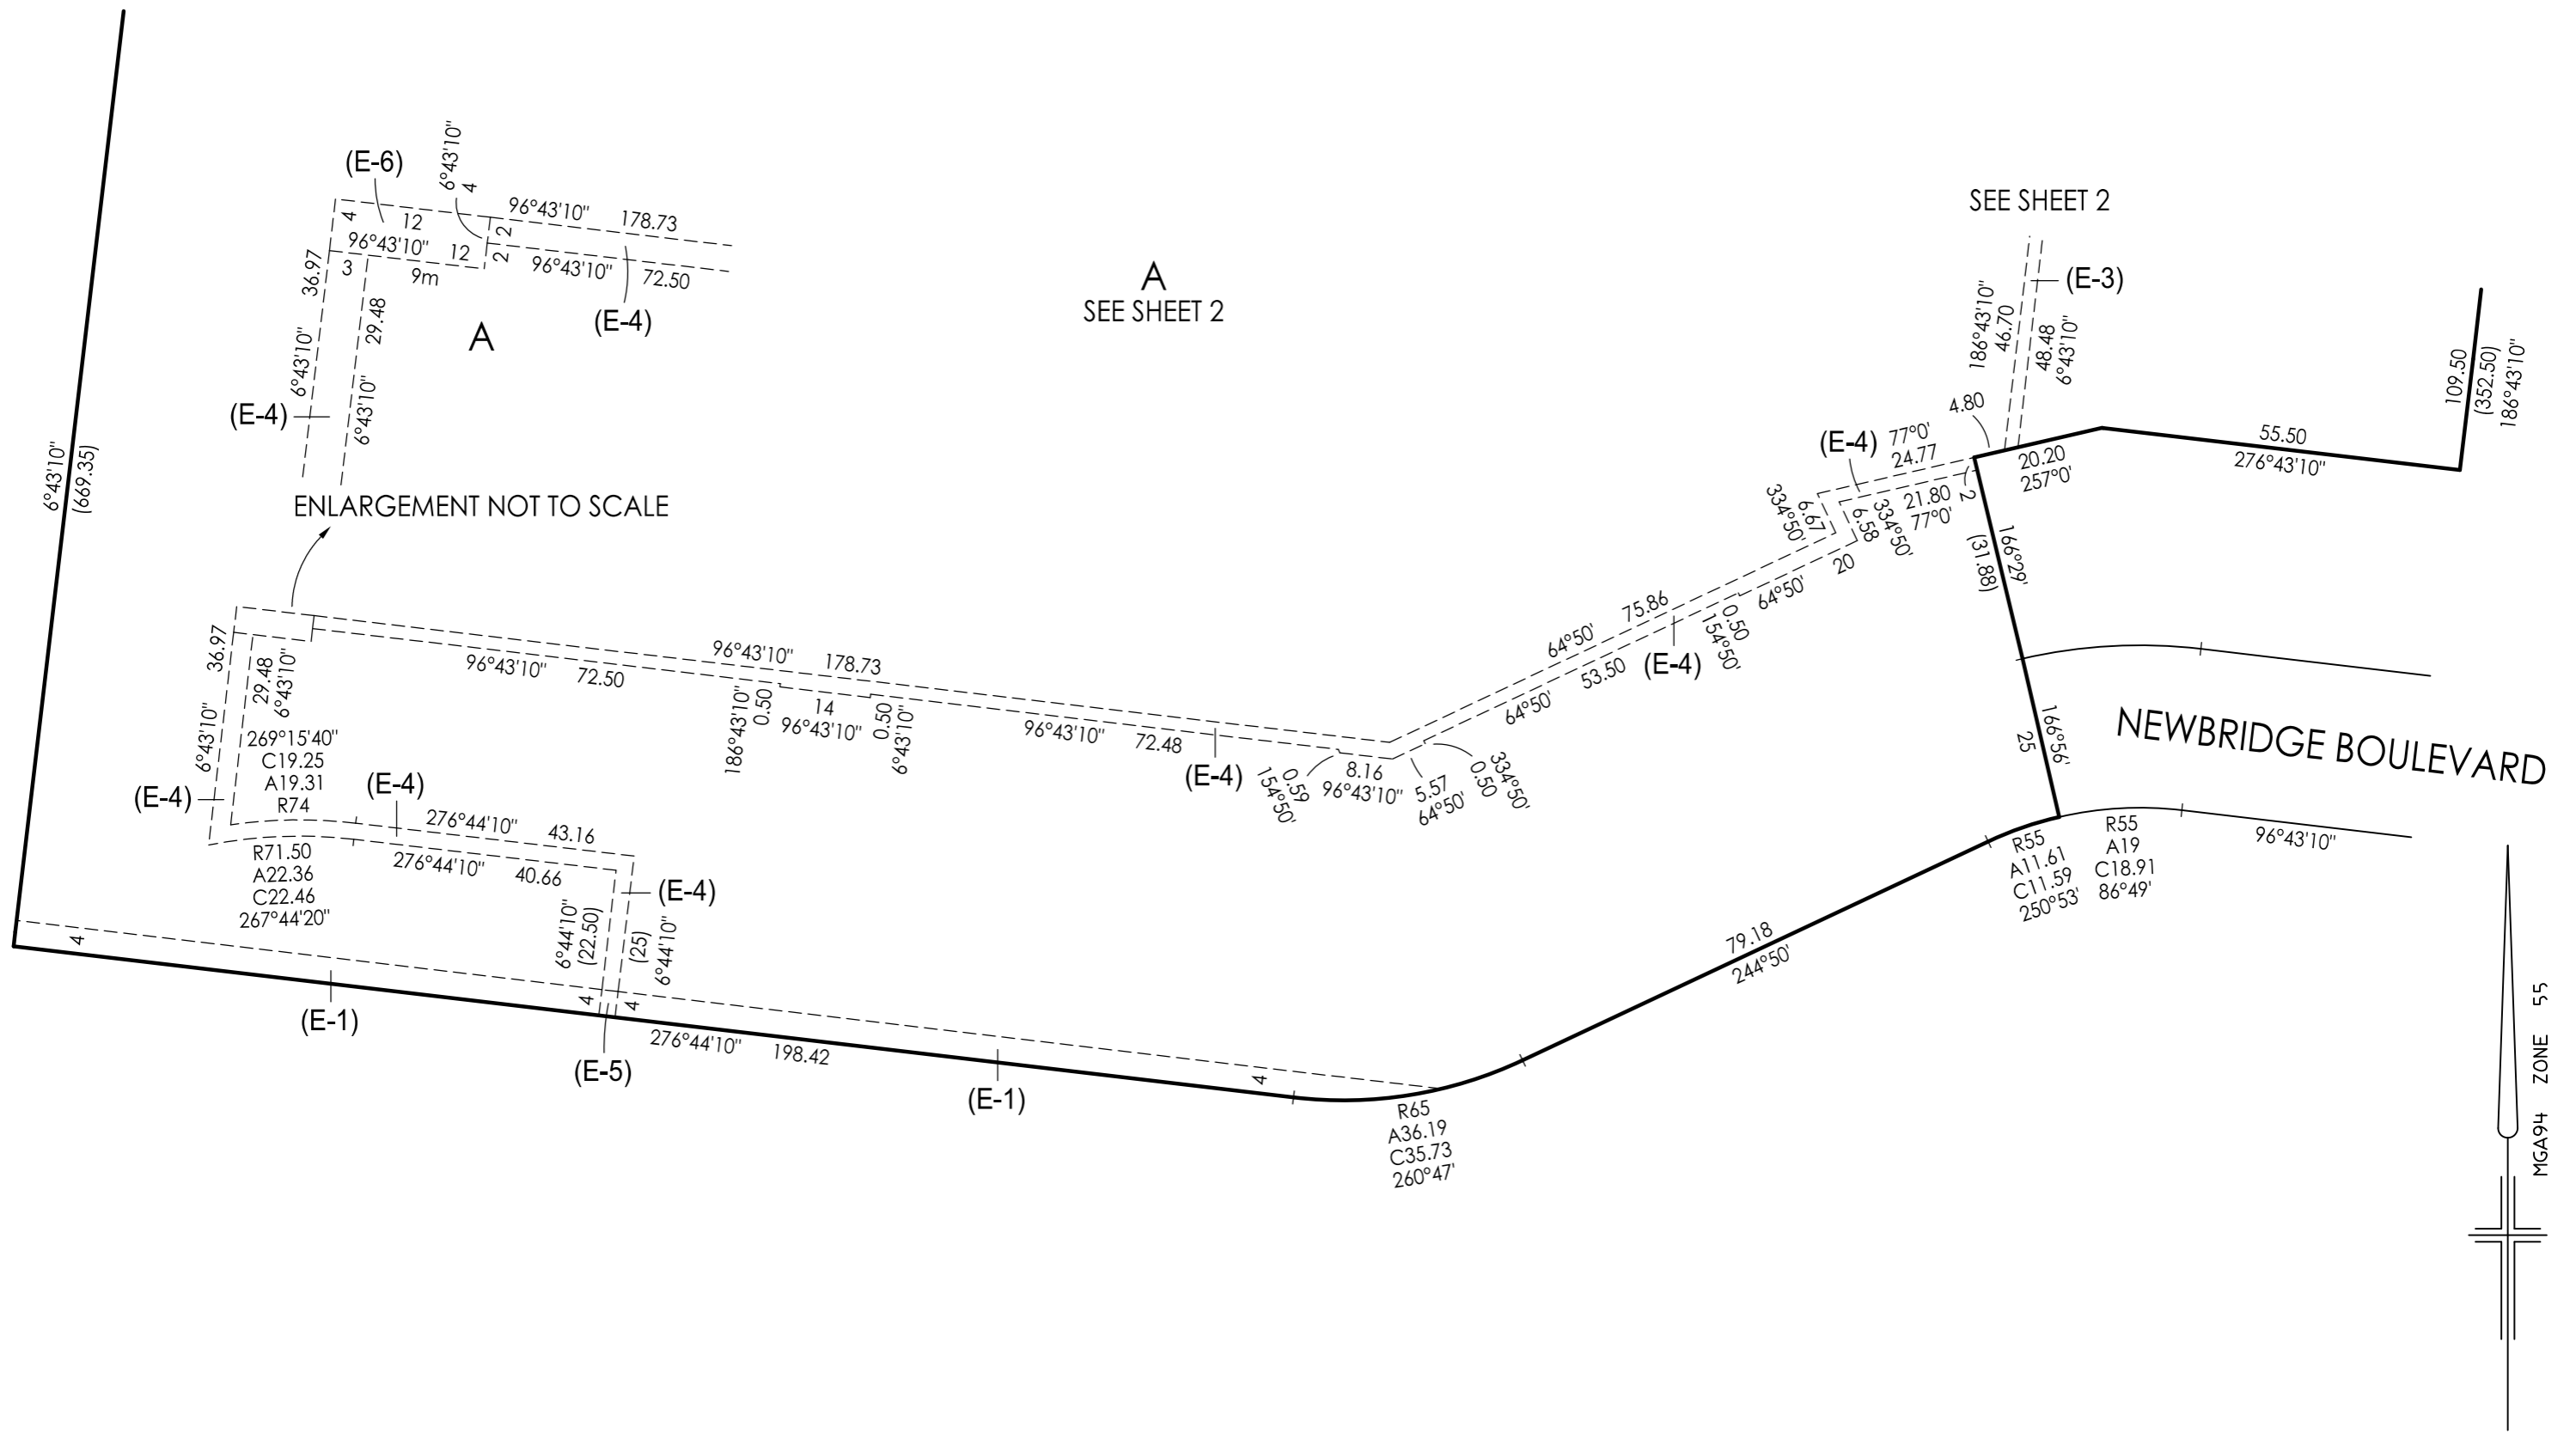 (E-6)
6°43'10"
4
4
12
96°43'10"
12
2
2
96°43'10"
178.73
96°43'10"
72.50
36.97
3
9m
29.48
(E-4)
A
6°43'10"
6°43'10"
(E-4)
ENLARGEMENT NOT TO SCALE
6°43'10"
(669.35)
A
SEE SHEET 2
SEE SHEET 2
(E-3)
186°43'10"
46.70
48.48
6°43'10"
4.80
(E-4)
77°0'
24.77
20.20
257°0'
55.50
276°43'10"
109.50
(352.50)
186°43'10"
334°50'
6.67
6.58
334°50'
21.80
77°0'
2
20
64°50'
166°29'
(31.88)
36.97
29.48
6°43'10"
6°43'10"
96°43'10"
178.73
96°43'10"
72.50
186°43'10"
0.50
14
96°43'10"
0.50
6°43'10"
96°43'10"
72.48
(E-4)
64°50'
75.86
64°50'
53.50
(E-4)
0.50
154°50'
0.59
154°50'
8.16
96°43'10"
5.57
64°50'
0.50
334°50'
166°56'
25
NEWBRIDGE BOULEVARD
269°15'40"
C19.25
A19.31
R74
(E-4)
(E-4)
276°44'10"
43.16
276°44'10"
40.66
R71.50
A22.36
C22.46
267°44'20"
(E-4)
6°44'10"
(22.50)
(25)
6°44'10"
4
4
4
(E-1)
(E-5)
276°44'10"
198.42
(E-1)
4
R65
A36.19
C35.73
260°47'
79.18
244°50'
R55
A11.61
C11.59
250°53'
R55
A19
C18.91
86°49'
96°43'10"
MGA94 ZONE 55